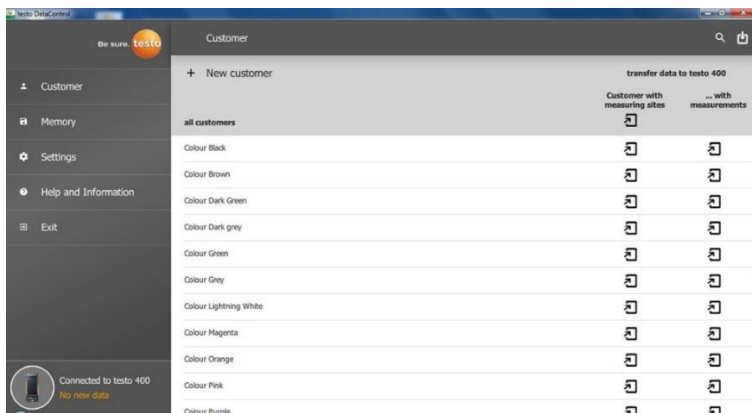 testo DataControl
Be sure. testo
Customer
Memory
Settings
Help and Information
Exit
Connected to testo 400
No new data
Customer
+ New customer
transfer data to testo 400
Customer with
measuring sites
... with
measurements
all customers
Colour Black
Colour Brown
Colour Dark Green
Colour Dark grey
Colour Green
Colour Grey
Colour Lightning White
Colour Magenta
Colour Orange
Colour Pink
Colour Purple